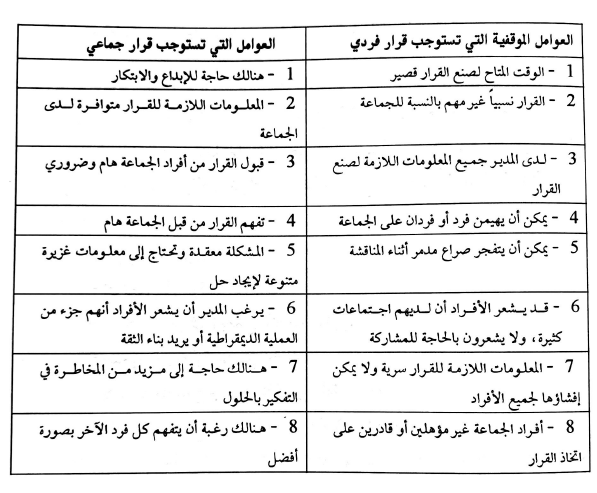 العوامل الموقفية التي تستوجب قرار فردي
العوامل التي تستوجب قرار جماعي
1 - الوقت المتاح لصنع القرار قصير
1 - هنالك حاجة للإبداع والابتكار
2 - القرار نسبياً غير مهم بالنسبة للجماعة
2 - المعلومات اللازمة للقرار متوافرة لدى
الجماعة
3 - لدى المدير جميع المعلومات اللازمة لصنع
القرار
3 - قبول القرار من أفراد الجماعة هام وضروري
4 - يمكن أن يهيمن فرد أو فردان على الجماعة
4 - تفهم القرار من قبل الجماعة هام
5 - يمكن أن يتفجر صراع مدمر أثناء المناقشة
5 - المشكلة معقدة وتحتاج إلى معلومات غزيرة
متنوعة لإيجاد حل
6 - قد يشعر الأفراد أن لديهم اجتماعات
كثيرة، ولا يشعرون بالحاجة للمشاركة
6 - يرغب المدير أن يشعر الأفراد أنهم جزء من
العملية الديمقراطية أو يريد بناء الثقة
7 - المعلومات اللازمة للقرار سرية ولا يمكن
إفشاؤها لجميع الأفراد
7 - هنالك حاجة إلى مزيد من المخاطرة في
التفكير بالحلول
8 - أفراد الجماعة غير مؤهلين أو قادرين على
اتخاذ القرار
8 - هنالك رغبة أن يتفهم كل فرد الآخر بصورة
أفضل